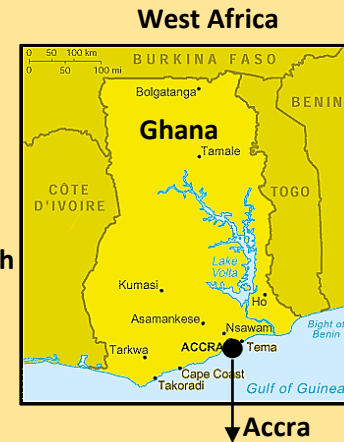 West Africa
0 50 100 km
0 50 100 mi
BURKINA FASO
Bolgatanga
BENIN
Ghana
Tamale
CÔTE
D'IVOIRE
TOGO
Lake
Volta
h
Kumasi
Ho
Asamankese
Nsawam
Bight of
Benin
ACCRA
Tema
Tarkwa
Cape Coast
Takoradi
Gulf of Guinea
Accra